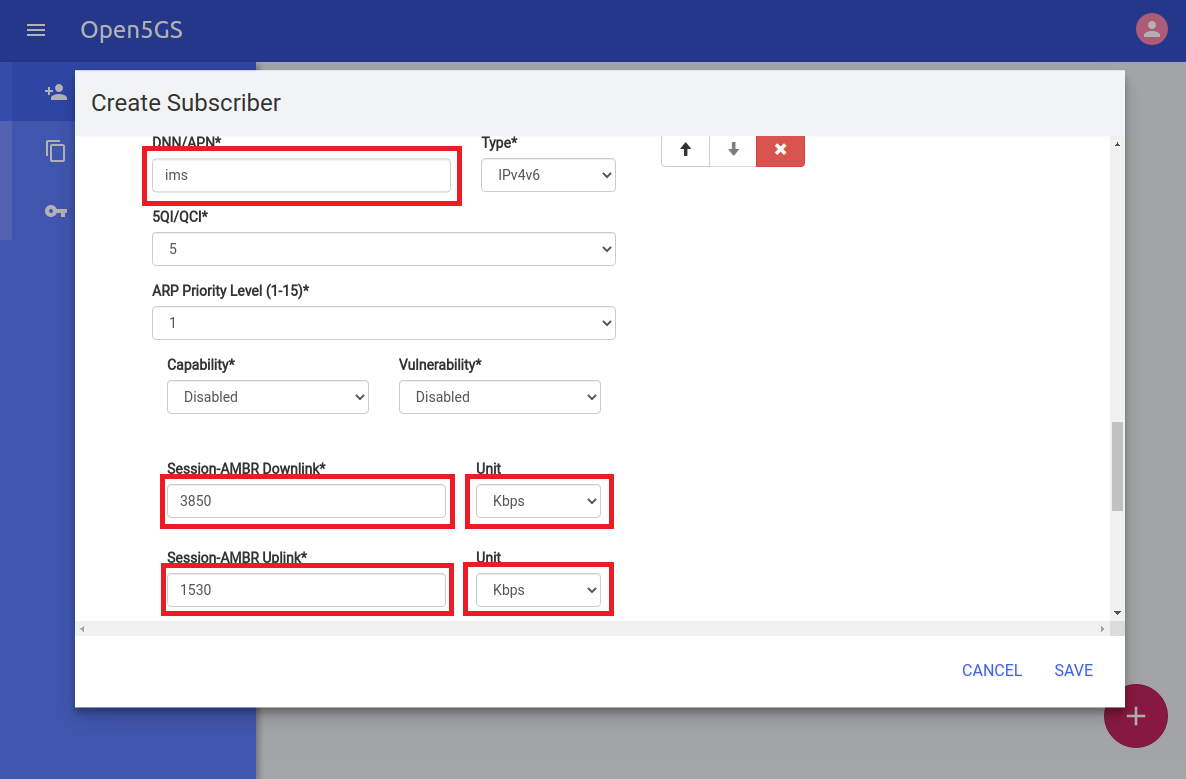 Open5GS
Create Subscriber
DNN/APN* Type*
ims IPv4v6
5QI/QCI*
5
ARP Priority Level (1-15)*
1
Capability* Vulnerability*
Disabled Disabled
Session-AMBR Downlink* Unit
3850 Kbps
Session-AMBR Uplink* Unit
1530 Kbps
CANCEL SAVE